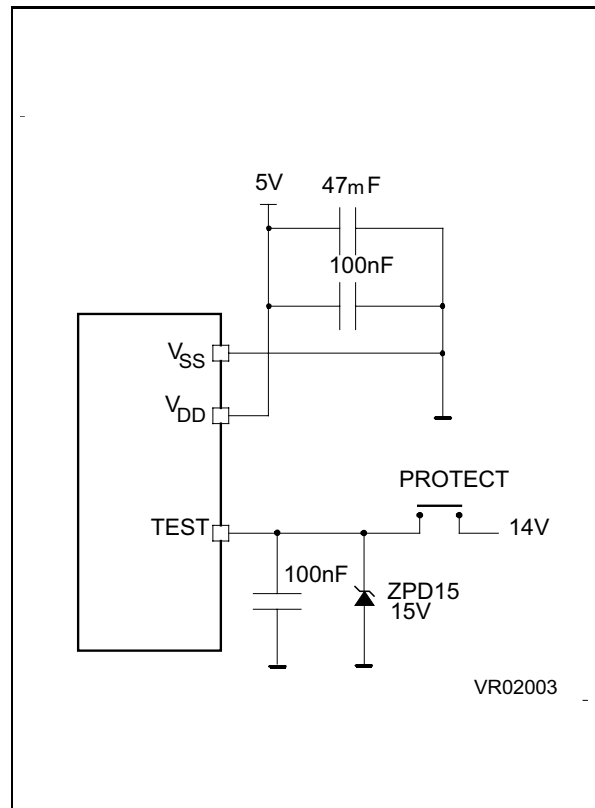 5V
47mF
100nF
VSS
VDD
PROTECT
TEST
14V
100nF
ZPD15
15V
VR02003